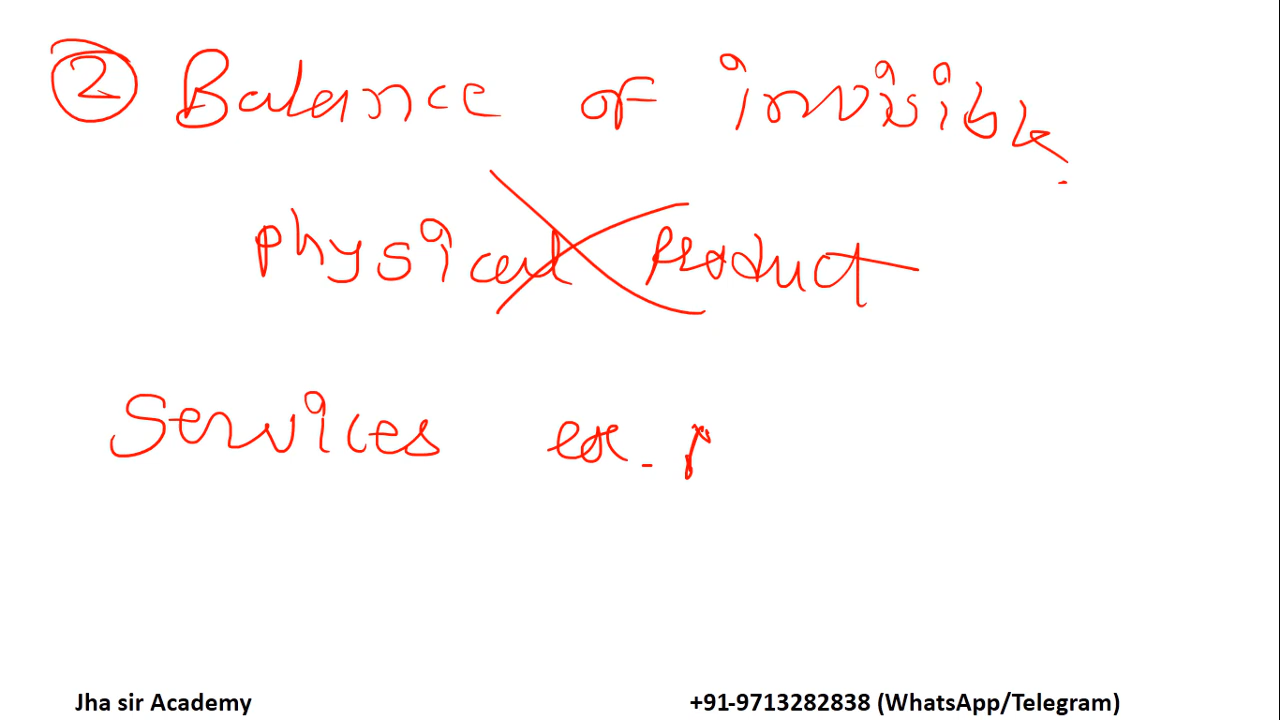 ② Balance of invisible
physical product
Services ex.
Jha sir Academy
+91-9713282838 (WhatsApp/Telegram)